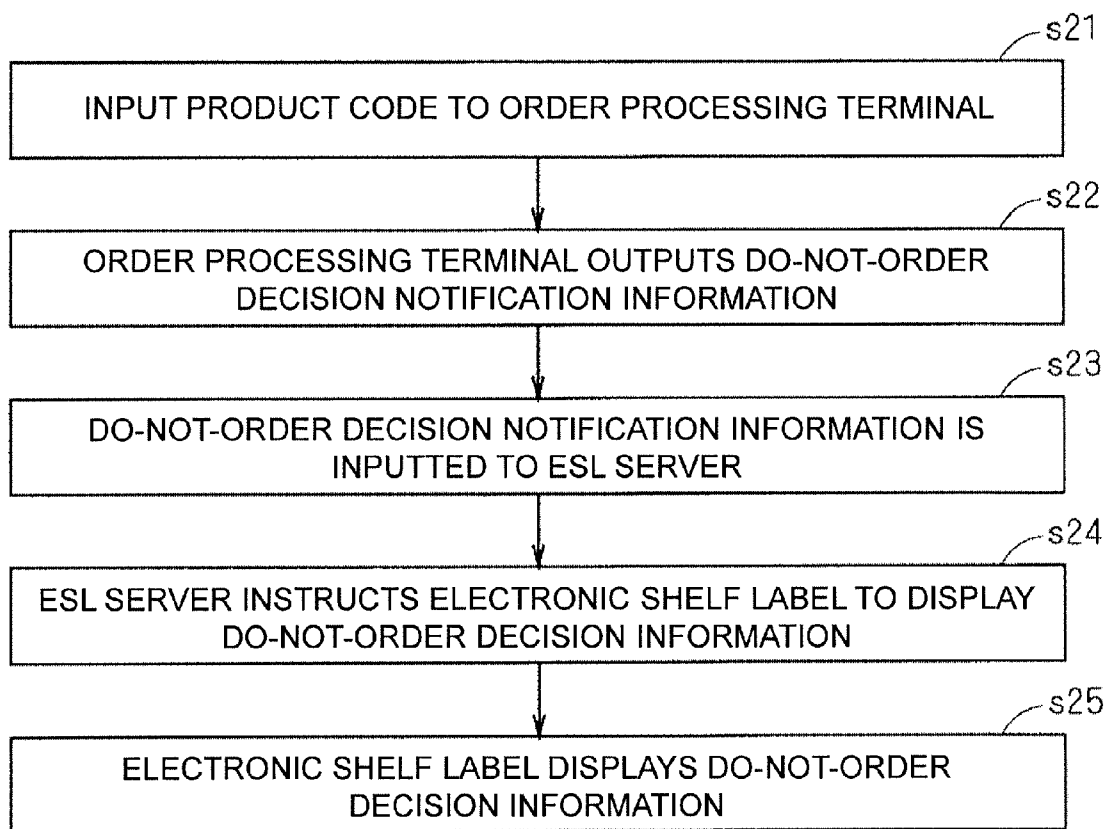 s21
INPUT PRODUCT CODE TO ORDER PROCESSING TERMINAL
s22
ORDER PROCESSING TERMINAL OUTPUTS DO-NOT-ORDER
DECISION NOTIFICATION INFORMATION
s23
DO-NOT-ORDER DECISION NOTIFICATION INFORMATION IS
INPUTTED TO ESL SERVER
s24
ESL SERVER INSTRUCTS ELECTRONIC SHELF LABEL TO DISPLAY
DO-NOT-ORDER DECISION INFORMATION
s25
ELECTRONIC SHELF LABEL DISPLAYS DO-NOT-ORDER
DECISION INFORMATION